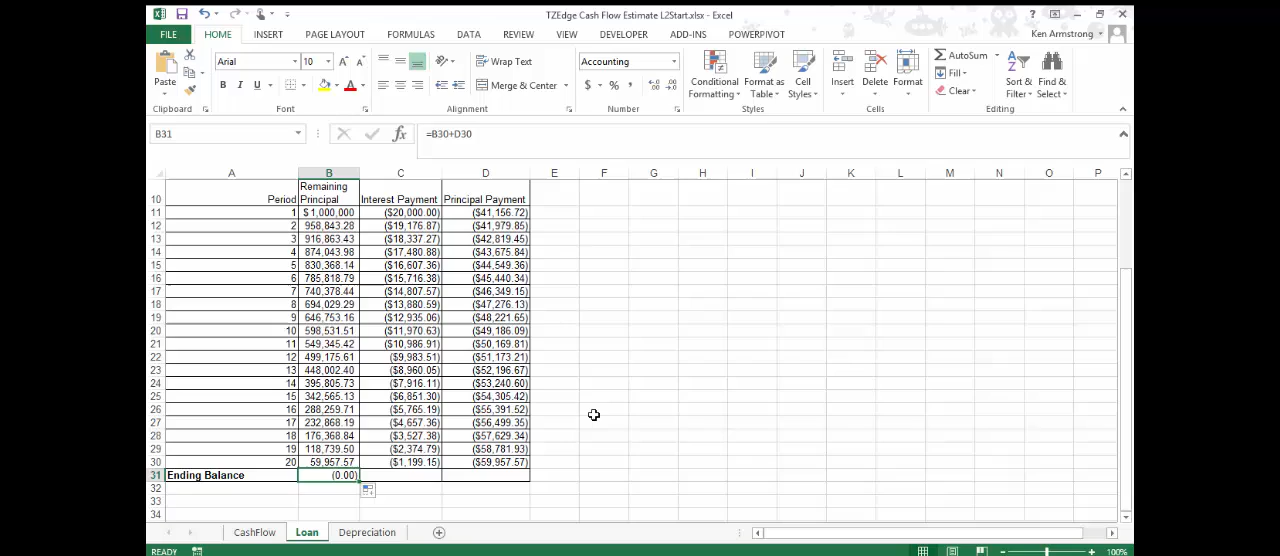 TZEdge Cash Flow Estimate L2Start.xlsx - Excel
?
FILE HOME INSERT PAGE LAYOUT FORMULAS DATA REVIEW VIEW DEVELOPER ADD-INS POWERPIVOT Ken Armstrong
Paste Arial 10 A A Wrap Text Accounting Conditional Formatting Format as Table Cell Styles Insert Delete Format AutoSum Fill Clear Sort & Filter Find & Select
B I U A Merge & Center $ % , .00
Clipboard Font Alignment Number Styles Cells Editing
B31 fx =B30+D30
A B C D E F G H I J K L M N O P
10 Period Remaining Principal Interest Payment Principal Payment
11 1 $ 1,000,000 ($20,000.00) ($41,156.72)
12 2 958,843.28 ($19,176.87) ($41,979.85)
13 3 916,863.43 ($18,337.27) ($42,819.45)
14 4 874,043.98 ($17,480.88) ($43,675.84)
15 5 830,368.14 ($16,607.36) ($44,549.36)
16 6 785,818.79 ($15,716.38) ($45,440.34)
17 7 740,378.44 ($14,807.57) ($46,349.15)
18 8 694,029.29 ($13,880.59) ($47,276.13)
19 9 646,753.16 ($12,935.06) ($48,221.65)
20 10 598,531.51 ($11,970.63) ($49,186.09)
21 11 549,345.42 ($10,986.91) ($50,169.81)
22 12 499,175.61 ($9,983.51) ($51,173.21)
23 13 448,002.40 ($8,960.05) ($52,196.67)
24 14 395,805.73 ($7,916.11) ($53,240.60)
25 15 342,565.13 ($6,851.30) ($54,305.42)
26 16 288,259.71 ($5,765.19) ($55,391.52)
27 17 232,868.19 ($4,657.36) ($56,499.35)
28 18 176,368.84 ($3,527.38) ($57,629.34)
29 19 118,739.50 ($2,374.79) ($58,781.93)
30 20 59,957.57 ($1,199.15) ($59,957.57)
31 Ending Balance (0.00)
32
33
34
CashFlow Loan Depreciation
READY 100%